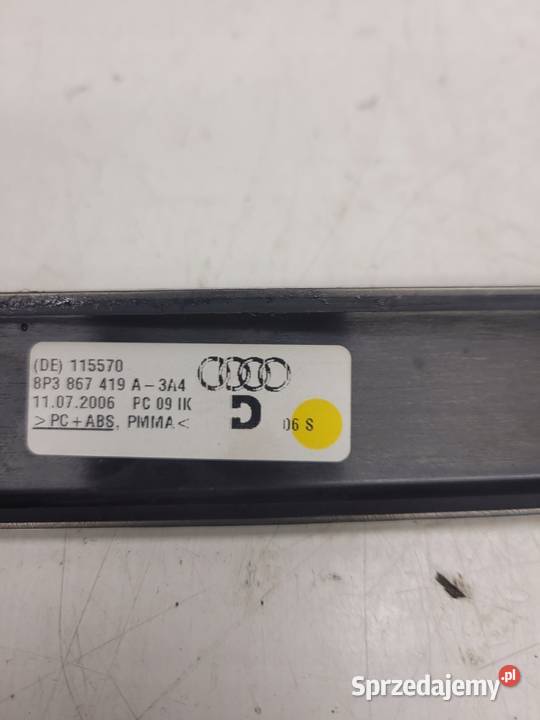 (DE) 115570
8P3 867 419 A-3A4
11.07.2006 PC 09 IK
>PC+ABS, PMMA<
D
06 S
Sprzedajemy.pl